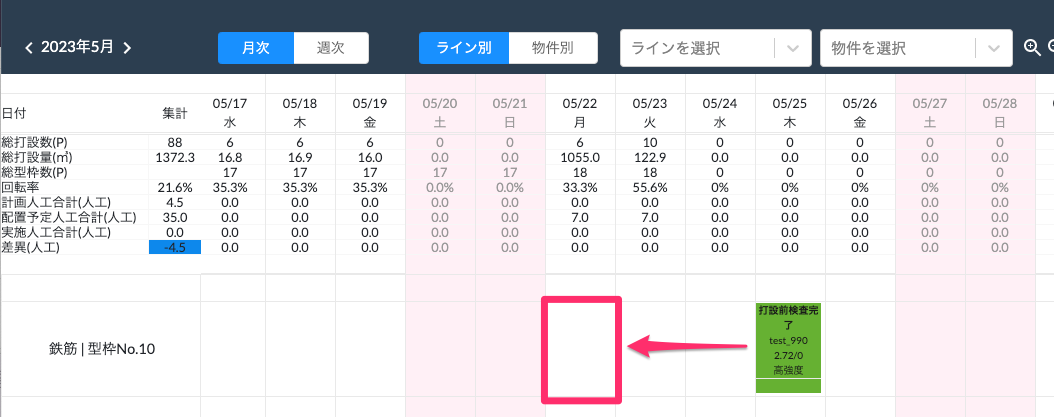 2023年5月 月次 週次 ライン別 物件別 ラインを選択 物件を選択
日付 集計 05/17 05/18 05/19 05/20 05/21 05/22 05/23 05/24 05/25 05/26 05/27 05/28
水 木 金 土 日 月 火 水 木 金 土 日
総打設数(P) 88 6 6 6 0 0 6 10 0 0 0 0 0
総打設量(㎥) 1372.3 16.8 16.9 16.0 0.0 0.0 1055.0 122.9 0.0 0.0 0.0 0.0 0.0
総型枠数(P) 17 17 17 17 17 18 18 0 0 0 0 0
回転率 21.6% 35.3% 35.3% 35.3% 0.0% 0.0% 33.3% 55.6% 0% 0% 0% 0% 0%
計画人工合計(人工) 4.5 0.0 0.0 0.0 0.0 0.0 0.0 0.0 0.0 0.0 0.0 0.0 0.0
配置予定人工合計(人工) 35.0 0.0 0.0 0.0 0.0 0.0 7.0 7.0 0.0 0.0 0.0 0.0 0.0
実施人工合計(人工) 0.0 0.0 0.0 0.0 0.0 0.0 0.0 0.0 0.0 0.0 0.0 0.0 0.0
差異(人工) -4.5 0.0 0.0 0.0 0.0 0.0 0.0 0.0 0.0 0.0 0.0 0.0 0.0
鉄筋 | 型枠No.10
打設前検査完
了
test_990
2.72/0
高強度